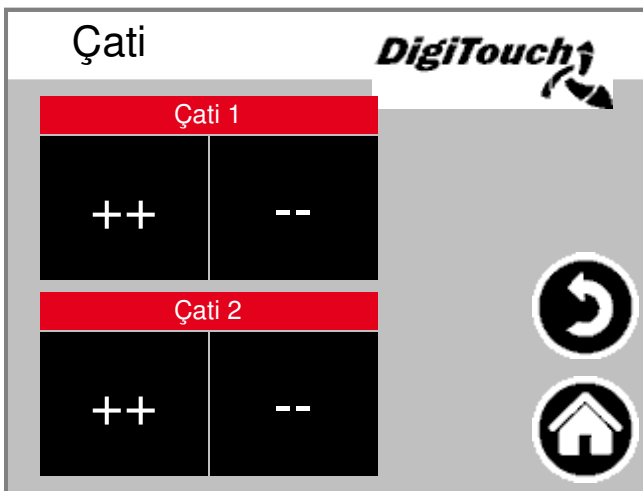 Çati
DigiTouch
Çati 1
++ --
Çati 2
++ --